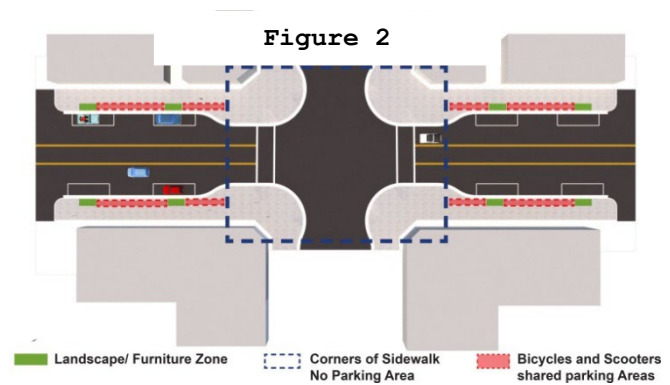 Figure 2
Landscape/ Furniture Zone
Corners of Sidewalk
No Parking Area
Bicycles and Scooters
shared parking Areas